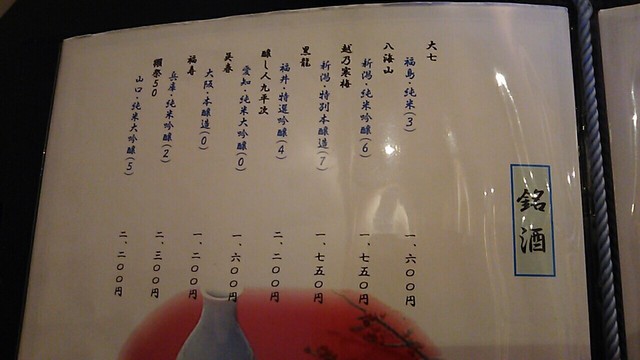 銘酒
大七
福島・純米(3) 一、六〇〇円
八海山
新潟・純米吟醸(6) 一、七五〇円
越乃寒梅
新潟・特別本醸造(7) 一、七五〇円
黒龍
福井・特選吟醸(4) 二、二〇〇円
醸し人九平次
愛知・純米大吟醸(0) 一、六〇〇円
呉春
大阪・本醸造(0) 一、二〇〇円
福寿
兵庫・純米吟醸(2) 二、三〇〇円
獺祭50
山口・純米大吟醸(5) 二、二〇〇円